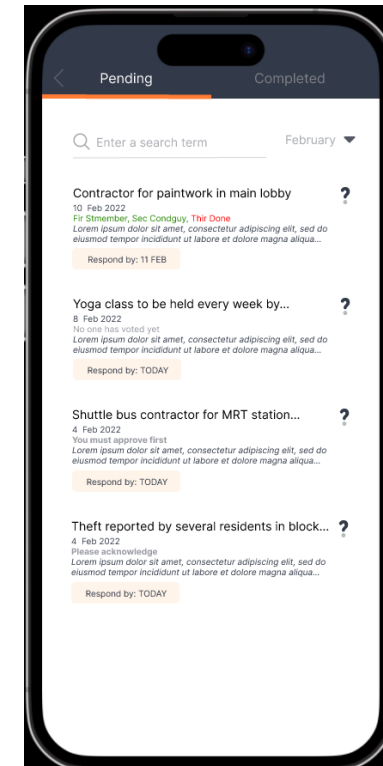 Pending Completed
Enter a search term February
Contractor for paintwork in main lobby ?
10 Feb 2022
Fir Stmember, Sec Condguy, Thir Done
Lorem ipsum dolor sit amet, consectetur adipiscing elit, sed do
eiusmod tempor incididunt ut labore et dolore magna aliqua...
Respond by: 11 FEB
Yoga class to be held every week by... ?
8 Feb 2022
No one has voted yet
Lorem ipsum dolor sit amet, consectetur adipiscing elit, sed do
eiusmod tempor incididunt ut labore et dolore magna aliqua...
Respond by: TODAY
Shuttle bus contractor for MRT station... ?
4 Feb 2022
You must approve first
Lorem ipsum dolor sit amet, consectetur adipiscing elit, sed do
eiusmod tempor incididunt ut labore et dolore magna aliqua...
Respond by: TODAY
Theft reported by several residents in block... ?
4 Feb 2022
Please acknowledge
Lorem ipsum dolor sit amet, consectetur adipiscing elit, sed do
eiusmod tempor incididunt ut labore et dolore magna aliqua...
Respond by: TODAY